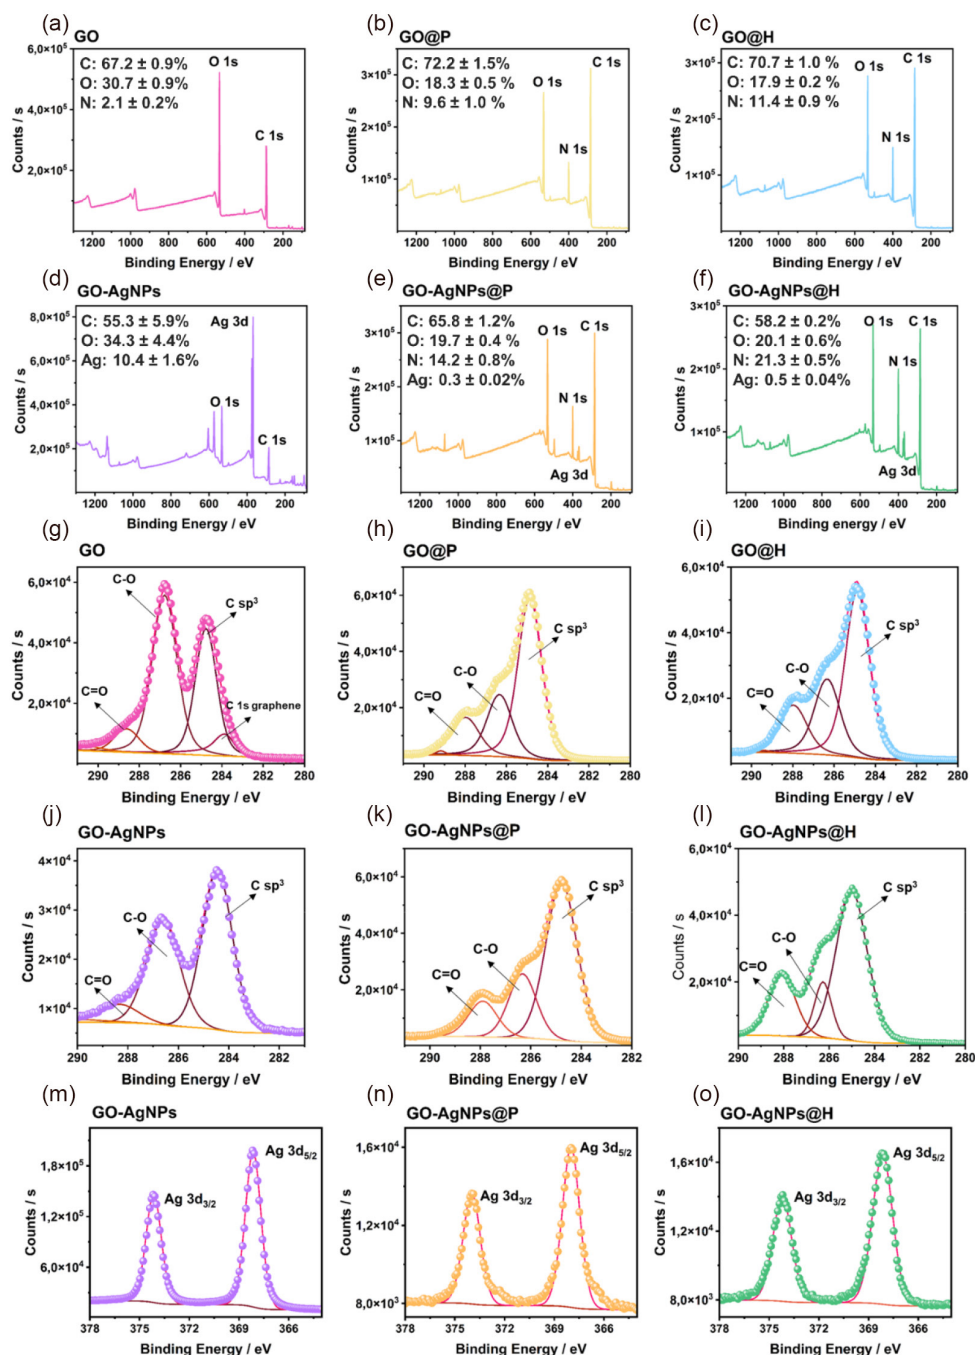 (a) GO
6,0×10⁵
4,0×10⁵
2,0×10⁵
Counts / s
C: 67.2 ± 0.9%
O: 30.7 ± 0.9%
N: 2.1 ± 0.2%
O 1s
C 1s
1200 1000 800 600 400 200
Binding Energy / eV
(b) GO@P
3×10⁵
2×10⁵
1×10⁵
Counts / s
C: 72.2 ± 1.5%
O: 18.3 ± 0.5 %
N: 9.6 ± 1.0 %
O 1s
N 1s
C 1s
1200 1000 800 600 400 200
Binding Energy / eV
(c) GO@H
3×10⁵
2×10⁵
1×10⁵
Counts / s
C: 70.7 ± 1.0 %
O: 17.9 ± 0.2 %
N: 11.4 ± 0.9 %
O 1s
N 1s
C 1s
1200 1000 800 600 400 200
Binding Energy / eV
(d) GO-AgNPs
8,0×10⁵
6,0×10⁵
4,0×10⁵
2,0×10⁵
Counts / s
C: 55.3 ± 5.9%
O: 34.3 ± 4.4%
Ag: 10.4 ± 1.6%
Ag 3d
O 1s
C 1s
1200 1000 800 600 400 200
Binding Energy / eV
(e) GO-AgNPs@P
3×10⁵
2×10⁵
1×10⁵
Counts / s
C: 65.8 ± 1.2%
O: 19.7 ± 0.4 %
N: 14.2 ± 0.8%
Ag: 0.3 ± 0.02%
O 1s
N 1s
C 1s
Ag 3d
1200 1000 800 600 400 200
Binding Energy / eV
(f) GO-AgNPs@H
3×10⁵
2×10⁵
1×10⁵
Counts / s
C: 58.2 ± 0.2%
O: 20.1 ± 0.6%
N: 21.3 ± 0.5%
Ag: 0.5 ± 0.04%
O 1s
N 1s
C 1s
Ag 3d
1200 1000 800 600 400 200
Binding energy / eV
(g) GO
6,0×10⁴
4,0×10⁴
2,0×10⁴
Counts / s
C-O
C sp³
C=O
C 1s graphene
290 288 286 284 282 280
Binding Energy / eV
(h) GO@P
6,0×10⁴
4,0×10⁴
2,0×10⁴
Counts / s
C sp³
C-O
C=O
290 288 286 284 282 280
Binding Energy / eV
(i) GO@H
6,0×10⁴
4,0×10⁴
2,0×10⁴
Counts / s
C sp³
C-O
C=O
290 288 286 284 282 280
Binding Energy / eV
(j) GO-AgNPs
4×10⁴
3×10⁴
2×10⁴
1×10⁴
Counts / s
C sp³
C-O
C=O
290 288 286 284 282
Binding Energy / eV
(k) GO-AgNPs@P
6,0×10⁴
4,0×10⁴
2,0×10⁴
Counts / s
C sp³
C-O
C=O
290 288 286 284 282
Binding Energy / eV
(l) GO-AgNPs@H
6,0×10⁴
4,0×10⁴
2,0×10⁴
Counts / s
C sp³
C-O
C=O
290 288 286 284 282 280
Binding Energy / eV
(m) GO-AgNPs
1,8×10⁵
1,2×10⁵
6,0×10⁴
Counts / s
Ag 3d₅/₂
Ag 3d₃/₂
378 375 372 369 366
Binding Energy / eV
(n) GO-AgNPs@P
1,6×10⁴
1,2×10⁴
8,0×10³
Counts / s
Ag 3d₅/₂
Ag 3d₃/₂
378 375 372 369 366
Binding Energy / eV
(o) GO-AgNPs@H
1,6×10⁴
1,2×10⁴
8,0×10³
Counts / s
Ag 3d₅/₂
Ag 3d₃/₂
378 375 372 369 366
Binding Energy / eV